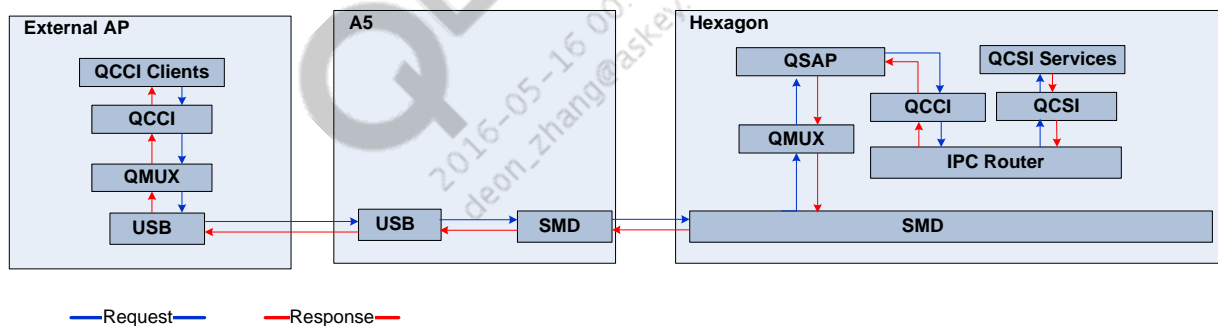 External AP
QCCI Clients
QCCI
QMUX
USB
A5
USB
SMD
Hexagon
QSAP
QCSI Services
QCCI
QCSI
QMUX
IPC Router
SMD
Request
Response
2016-05-16 00:
deon_zhang@askey.